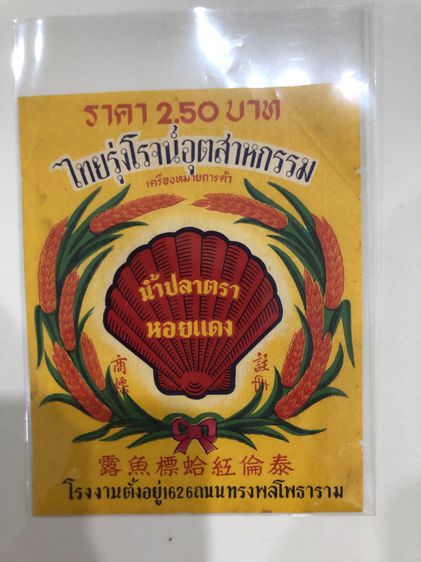 ราคา 2.50 บาท
ไทยรุ่งโรจน์อุตสาหกรรม
เครื่องหมายการค้า
น้ำปลาตรา
หอยแดง
商標
註冊
露魚標蛤紅倫泰
โรงงานตั้งอยู่1626ถนนทรงพลโพธาราม